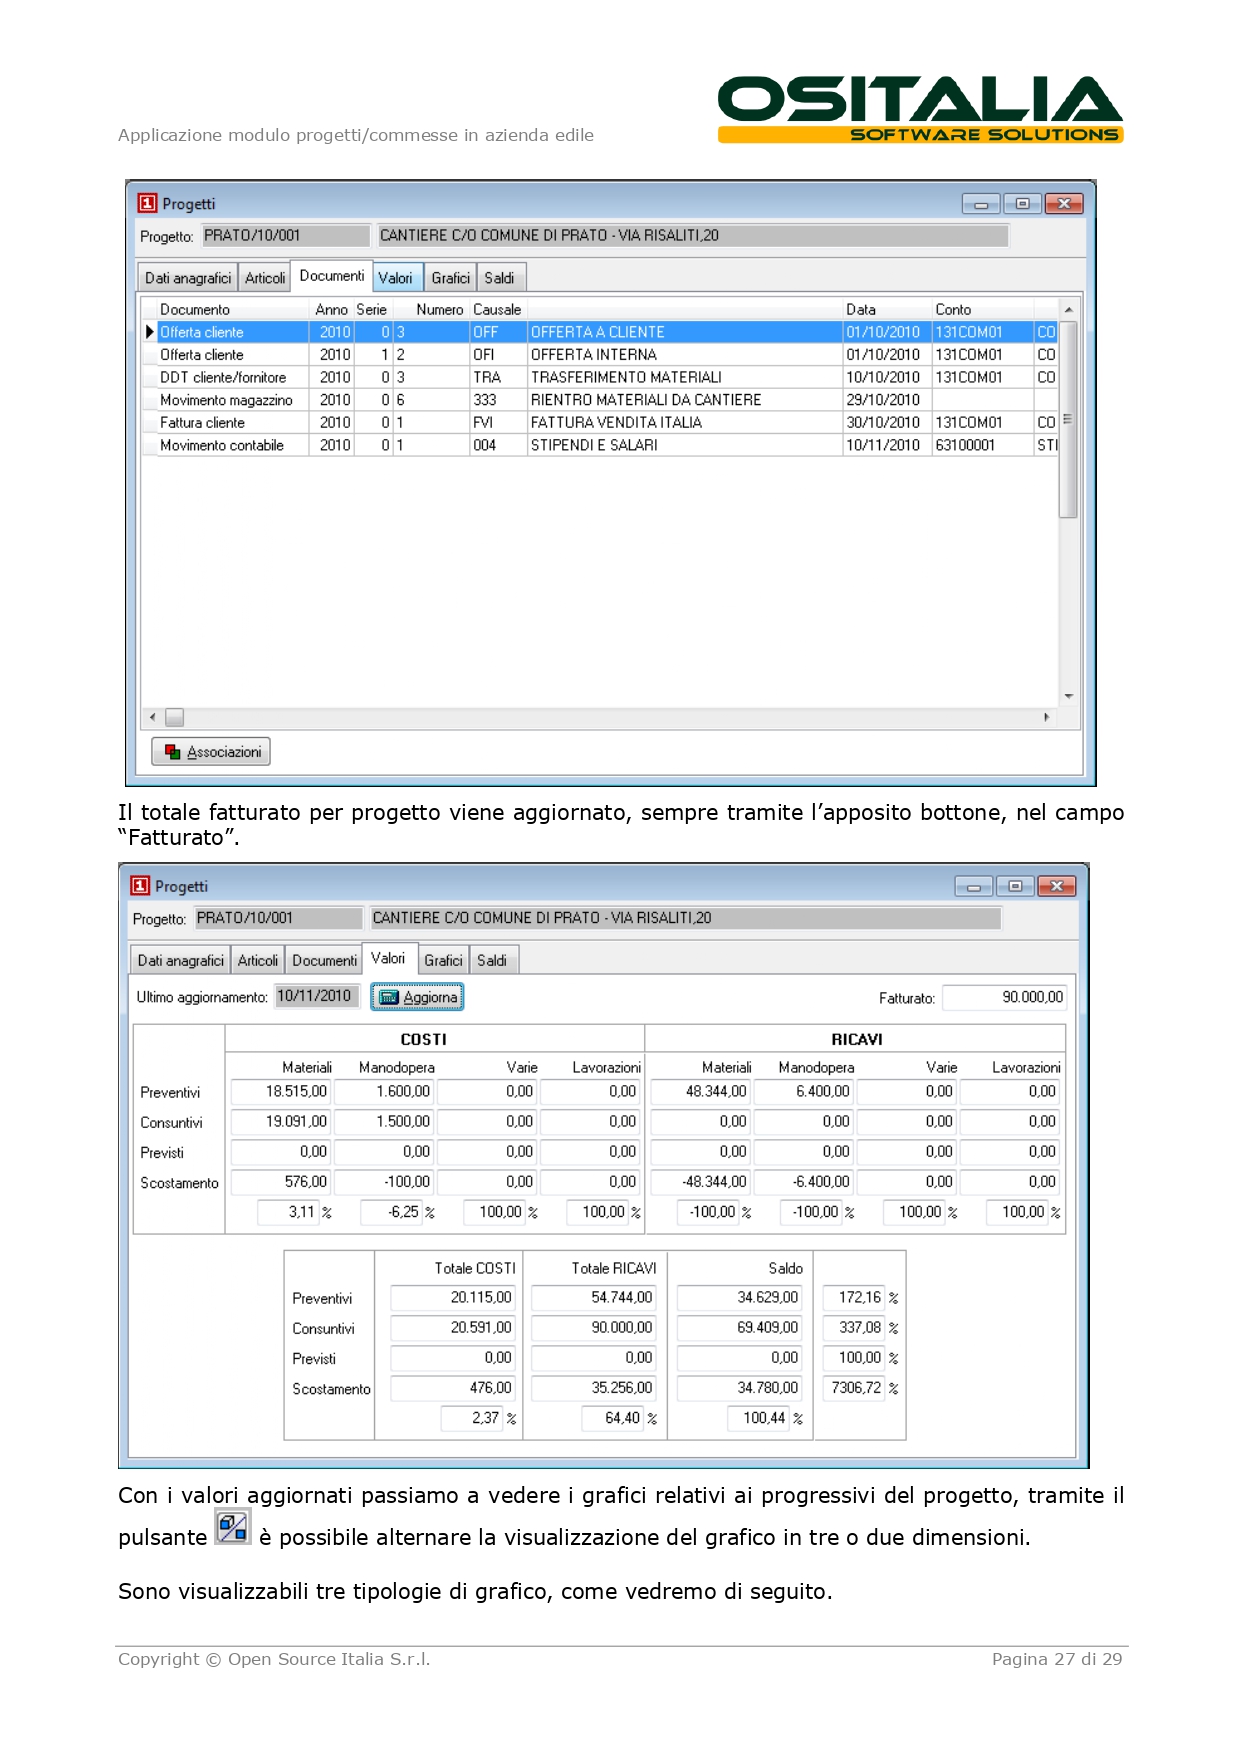 OSITALIA
SOFTWARE SOLUTIONS
Applicazione modulo progetti/commesse in azienda edile
1 Progetti
Progetto: PRATO/10/001 CANTIERE C/O COMUNE DI PRATO - VIA RISALITI,20
Dati anagrafici Articoli Documenti Valori Grafici Saldi
Documento Anno Serie Numero Causale Data Conto
Offerta cliente 2010 0 3 OFF OFFERTA A CLIENTE 01/10/2010 131COM01 CO
Offerta cliente 2010 1 2 OFI OFFERTA INTERNA 01/10/2010 131COM01 CO
DDT cliente/fornitore 2010 0 3 TRA TRASFERIMENTO MATERIALI 10/10/2010 131COM01 CO
Movimento magazzino 2010 0 6 333 RIENTRO MATERIALI DA CANTIERE 29/10/2010
Fattura cliente 2010 0 1 FVI FATTURA VENDITA ITALIA 30/10/2010 131COM01 CO
Movimento contabile 2010 0 1 004 STIPENDI E SALARI 10/11/2010 63100001 STI
Associazioni
Il totale fatturato per progetto viene aggiornato, sempre tramite l’apposito bottone, nel campo
“Fatturato”.
1 Progetti
Progetto: PRATO/10/001 CANTIERE C/O COMUNE DI PRATO - VIA RISALITI,20
Dati anagrafici Articoli Documenti Valori Grafici Saldi
Ultimo aggiornamento: 10/11/2010 Aggiorna Fatturato: 90.000,00
COSTI RICAVI
Materiali Manodopera Varie Lavorazioni Materiali Manodopera Varie Lavorazioni
Preventivi 18.515,00 1.600,00 0,00 0,00 48.344,00 6.400,00 0,00 0,00
Consuntivi 19.091,00 1.500,00 0,00 0,00 0,00 0,00 0,00 0,00
Previsti 0,00 0,00 0,00 0,00 0,00 0,00 0,00 0,00
Scostamento 576,00 -100,00 0,00 0,00 -48.344,00 -6.400,00 0,00 0,00
3,11 % -6,25 % 100,00 % 100,00 % -100,00 % -100,00 % 100,00 % 100,00 %
Totale COSTI Totale RICAVI Saldo
Preventivi 20.115,00 54.744,00 34.629,00 172,16 %
Consuntivi 20.591,00 90.000,00 69.409,00 337,08 %
Previsti 0,00 0,00 0,00 100,00 %
Scostamento 476,00 35.256,00 34.780,00 7306,72 %
2,37 % 64,40 % 100,44 %
Con i valori aggiornati passiamo a vedere i grafici relativi ai progressivi del progetto, tramite il
pulsante è possibile alternare la visualizzazione del grafico in tre o due dimensioni.
Sono visualizzabili tre tipologie di grafico, come vedremo di seguito.
Copyright © Open Source Italia S.r.l. Pagina 27 di 29